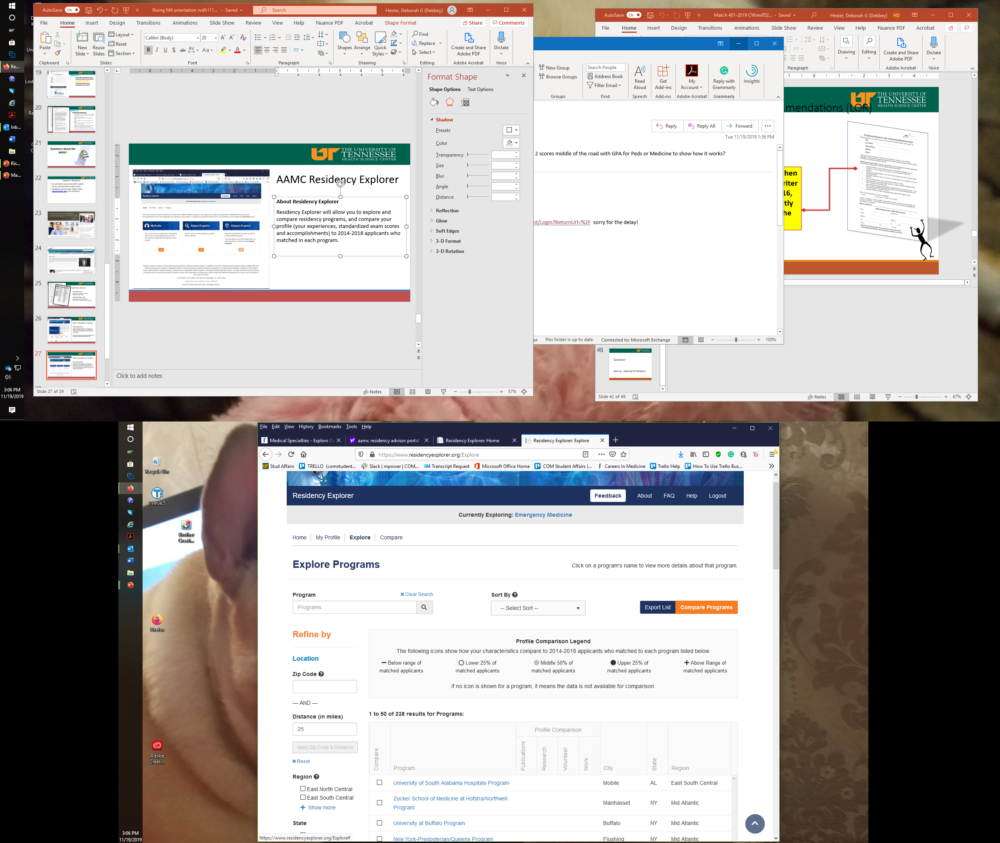 AutoSave On Rising M4 orientation rvdh111... - Saved Search Hester, Deborah G (Debbey)
File Home Insert Design Transitions Animations Slide Show Review View Help Nuance PDF Acrobat Shape Format Share Comments
Paste New Slide Reuse Slides Layout Reset Section
Calibri (Body) 20
Shapes Arrange Quick Styles
Find
Replace
Select
Create and Share Adobe PDF
Dictate
Clipboard Slides Font Paragraph Drawing Editing Adobe Acrobat Voice
19
20
21
Questions about the MSPE?
22
23
24
25
26
27
THE UNIVERSITY OF
TENNESSEE
HEALTH SCIENCE CENTER
AAMC Residency Explorer
About Residency Explorer
Residency Explorer will allow you to explore and
compare residency programs, and compare your
profile (your experiences, standardized exam scores
and accomplishments) to 2014-2018 applicants who
matched in each program.
Residency Explorer
My Profile
Explore Programs
Compare Programs
Click to add notes
Slide 27 of 29 Notes 57%
Format Shape
Shape Options Text Options
Shadow
Presets
Color
Transparency
Size
Blur
Angle
Distance
Reflection
Glow
Soft Edges
3-D Format
3-D Rotation
New Group
Browse Groups
Groups
Search People
Address Book
Filter Email
Find
Read Aloud
Speech
Get Add-ins
Add-ins
My Account
Adobe Acrobat
Reply with Grammarly
Grammarly
Insights
Reply Reply All Forward
Tue 11/19/2019 1:56 PM
2 scores middle of the road with GPA for Peds or Medicine to show how it works?
nt/Login?ReturnUrl=%2F sorry for the delay!
This folder is up to date. Connected to: Microsoft Exchange 100%
AutoSave On Match 401-2019 CWrev052... - Saved Hester, Deborah G (Debbey) HD
File Home Insert Design Transitions Animations Slide Show Review View Help Nuance PDF Acrobat
Drawing Editing Create and Share Adobe PDF Dictate
Paragraph Adobe Acrobat Voice
THE UNIVERSITY OF
TENNESSEE
HEALTH SCIENCE CENTER
mendations (LOR)
hen
riter
16,
tly
he
48
Questions?
Next up... Applying for Residency
Slide 42 of 48 Notes 67%
Re...
Inb...
Ris...
Ma...
3:06 PM
11/19/2019
Recycle Bin
TValue 5
Brother Creati...
Firefox
Adobe Creati...
3:06 PM
11/19/2019
File Edit View History Bookmarks Tools Help
Medical Specialties - Explore Op
aamc residency advisor portal
Residency Explorer: Home
Residency Explorer: Explore
https://www.residencyexplorer.org/Explore
Stud Affairs TRELLO (comstudent... Slack | mpower | COM... Transcript Request Microsoft Office Home COM Student Affairs (... Careers In Medicine Trello Help How To Use Trello Bus...
Residency Explorer Feedback About FAQ Help Logout
Currently Exploring: Emergency Medicine
Home My Profile Explore Compare
Explore Programs
Click on a program's name to view more details about that program.
Program Clear Search
Programs
Sort By
-- Select Sort --
Export List Compare Programs
Refine by
Location
Zip Code
— AND —
Distance (in miles)
25
Apply Zip Code & Distance
Reset
Region
East North Central
East South Central
Show more
State
Profile Comparison Legend
The following icons show how your characteristics compare to 2014-2018 applicants who matched to each program listed below.
Below range of matched applicants
Lower 25% of matched applicants
Middle 50% of matched applicants
Upper 25% of matched applicants
Above Range of matched applicants
If no icon is shown for a program, it means the data is not available for comparison.
1 to 50 of 238 results for Programs:
Profile Comparison
Compare Program Publications Research Volunteer Work City State Region
University of South Alabama Hospitals Program Mobile AL East South Central
Zucker School of Medicine at Hofstra/Northwell Program Manhasset NY Mid Atlantic
University at Buffalo Program Buffalo NY Mid Atlantic
New York-Presbyterian/Queens Program Flushing NY Mid Atlantic
https://www.residencyexplorer.org/Explore#